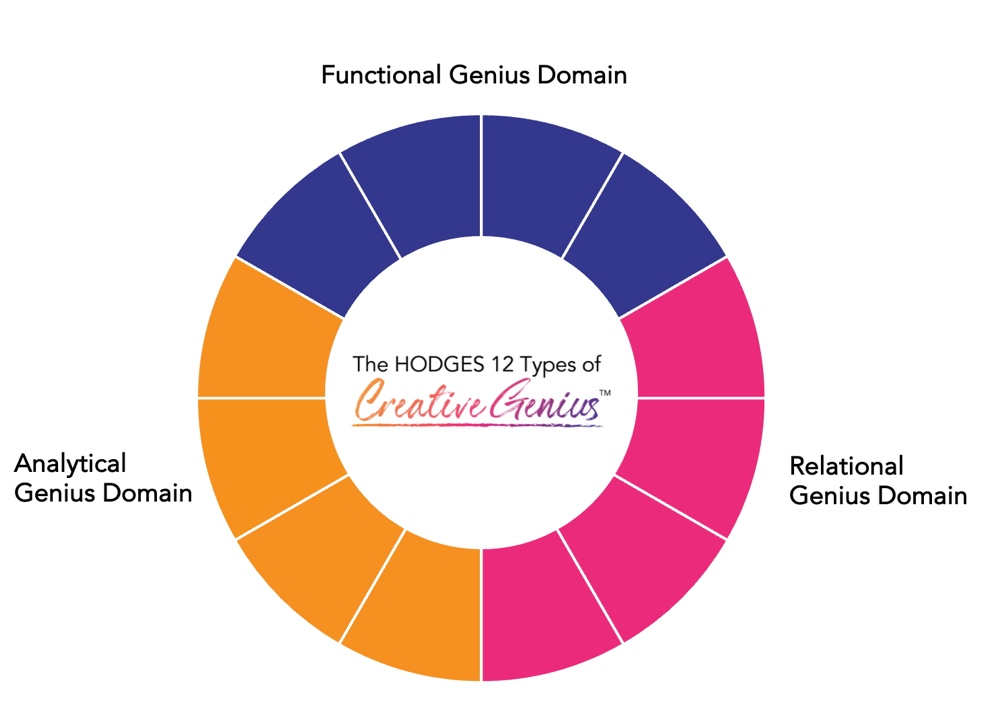 Functional Genius Domain
The HODGES 12 Types of
Creative Genius™
Analytical
Genius Domain
Relational
Genius Domain